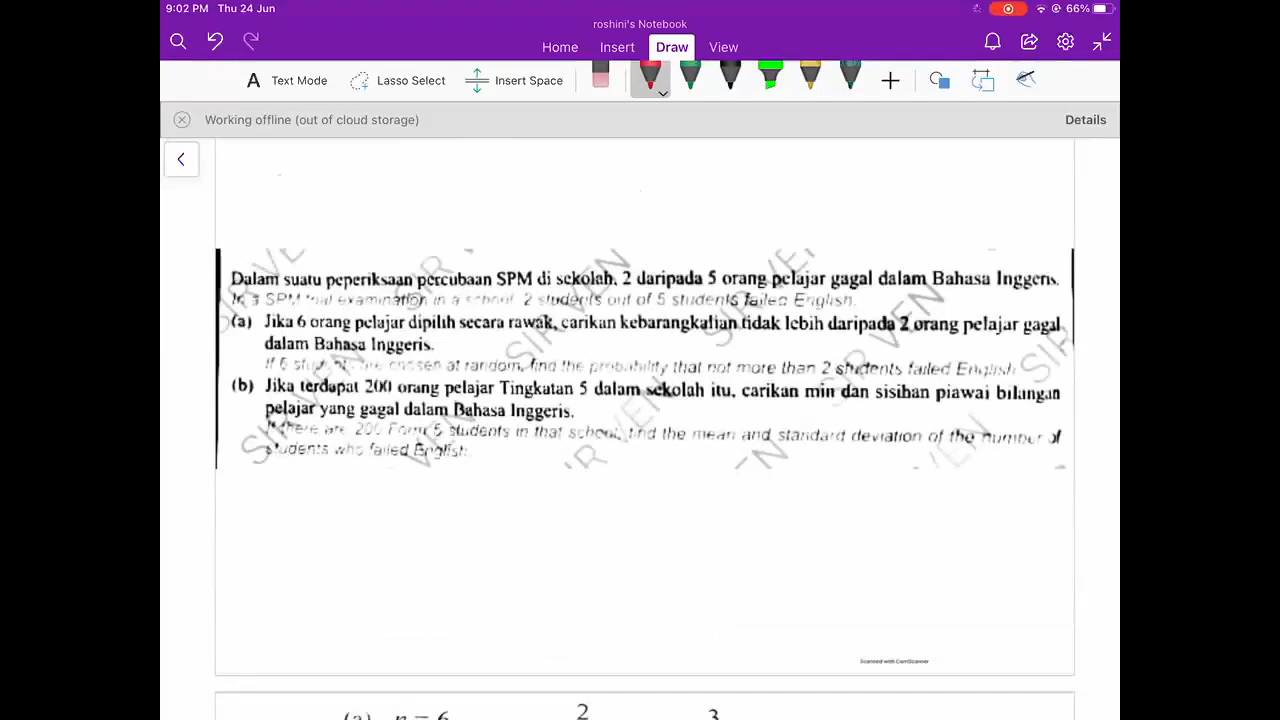 9:02 PM Thu 24 Jun
66%
roshini's Notebook
Home Insert Draw View
A Text Mode Lasso Select Insert Space
Working offline (out of cloud storage) Details
Dalam suatu peperiksaan percubaan SPM di sekolah, 2 daripada 5 orang pelajar gagal dalam Bahasa Inggeris.
In a SPM trial examination in a school, 2 students out of 5 students failed English.
(a) Jika 6 orang pelajar dipilih secara rawak, carikan kebarangkalian tidak lebih daripada 2 orang pelajar gagal
dalam Bahasa Inggeris.
If 6 students are chosen at random, find the probability that not more than 2 students failed English.
(b) Jika terdapat 200 orang pelajar Tingkatan 5 dalam sekolah itu, carikan min dan sisihan piawai bilangan
pelajar yang gagal dalam Bahasa Inggeris.
If there are 200 Form 5 students in that school, find the mean and standard deviation of the number of
students who failed English.
SIR VEN
Scanned with CamScanner
(a) n = 6 2 3